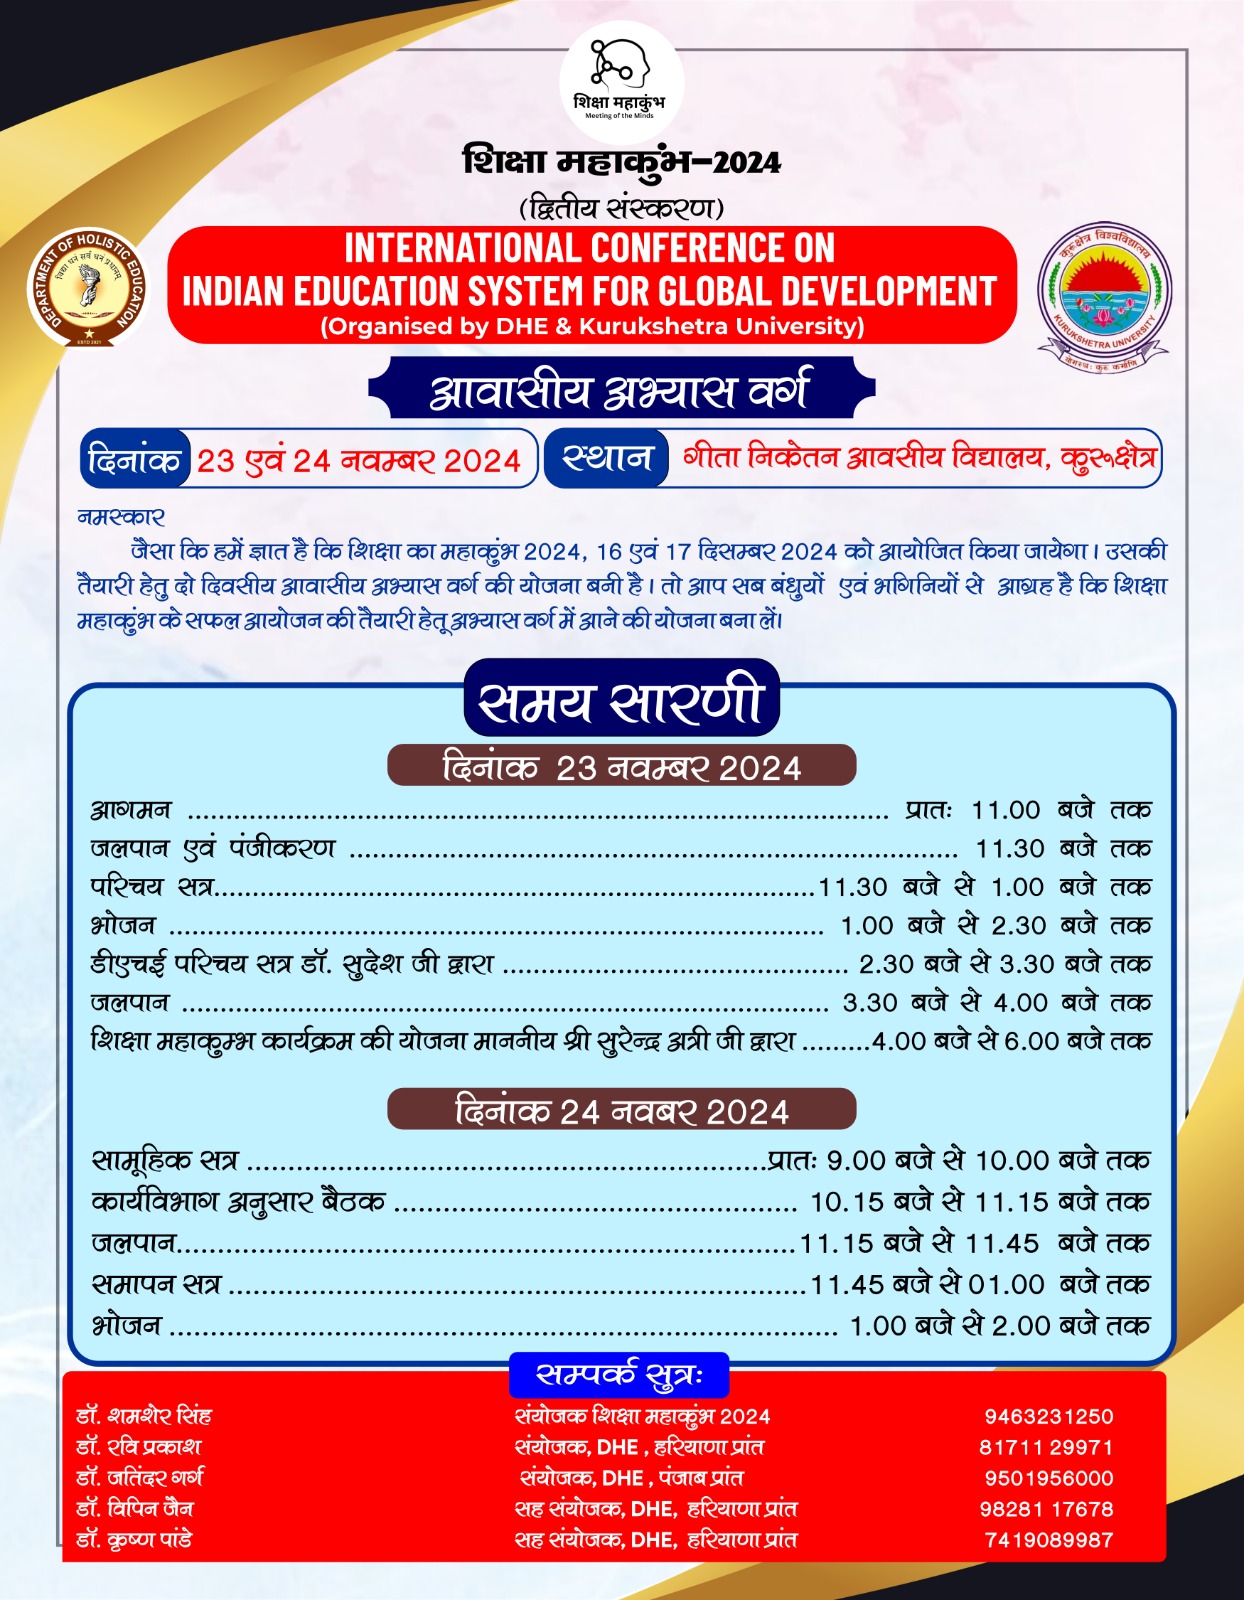 शिक्षा महाकुंभ
Meeting of the Minds
शिक्षा महाकुंभ–2024
(द्वितीय संस्करण)
DEPARTMENT OF HOLISTIC EDUCATION
ESTD 2021
INTERNATIONAL CONFERENCE ON
INDIAN EDUCATION SYSTEM FOR GLOBAL DEVELOPMENT
(Organised by DHE & Kurukshetra University)
कुरुक्षेत्र विश्वविद्यालय
KURUKSHETRA UNIVERSITY
योगस्थः कुरु कर्माणि
आवासीय अभ्यास वर्ग
दिनांक 23 एवं 24 नवम्बर 2024 स्थान गीता निकेतन आवसीय विद्यालय, कुरूक्षेत्र
नमस्कार
जैसा कि हमें ज्ञात है कि शिक्षा का महाकुंभ 2024, 16 एवं 17 दिसम्बर 2024 को आयोजित किया जायेगा। उसकी
तैयारी हेतु दो दिवसीय आवासीय अभ्यास वर्ग की योजना बनी है। तो आप सब बंधुयों एवं भगिनियों से आग्रह है कि शिक्षा
महाकुंभ के सफल आयोजन की तैयारी हेतू अभ्यास वर्ग में आने की योजना बना लें।
समय सारणी
दिनांक 23 नवम्बर 2024
आगमन ........................................................................................... प्रातः 11.00 बजे तक
जलपान एवं पंजीकरण ............................................................................... 11.30 बजे तक
परिचय सत्र..............................................................................11.30 बजे से 1.00 बजे तक
भोजन ..................................................................................... 1.00 बजे से 2.30 बजे तक
डीएचई परिचय सत्र डॉ. सुदेश जी द्वारा ............................................. 2.30 बजे से 3.30 बजे तक
जलपान .................................................................................... 3.30 बजे से 4.00 बजे तक
शिक्षा महाकुम्भ कार्यक्रम की योजना माननीय श्री सुरेन्द्र अत्री जी द्वारा .........4.00 बजे से 6.00 बजे तक
दिनांक 24 नवबर 2024
सामूहिक सत्र ................................................................प्रातः 9.00 बजे से 10.00 बजे तक
कार्यविभाग अनुसार बैठक .................................................. 10.15 बजे से 11.15 बजे तक
जलपान............................................................................11.15 बजे से 11.45 बजे तक
समापन सत्र .......................................................................11.45 बजे से 01.00 बजे तक
भोजन .................................................................................. 1.00 बजे से 2.00 बजे तक
सम्पर्क सुत्रः
डॉ. शमशेर सिंह संयोजक शिक्षा महाकुंभ 2024 9463231250
डॉ. रवि प्रकाश संयोजक, DHE , हरियाणा प्रांत 81711 29971
डॉ. जतिंदर गर्ग संयोजक, DHE , पंजाब प्रांत 9501956000
डॉ. विपिन जैन सह संयोजक, DHE, हरियाणा प्रांत 98281 17678
डॉ. कृष्ण पांडे सह संयोजक, DHE, हरियाणा प्रांत 7419089987